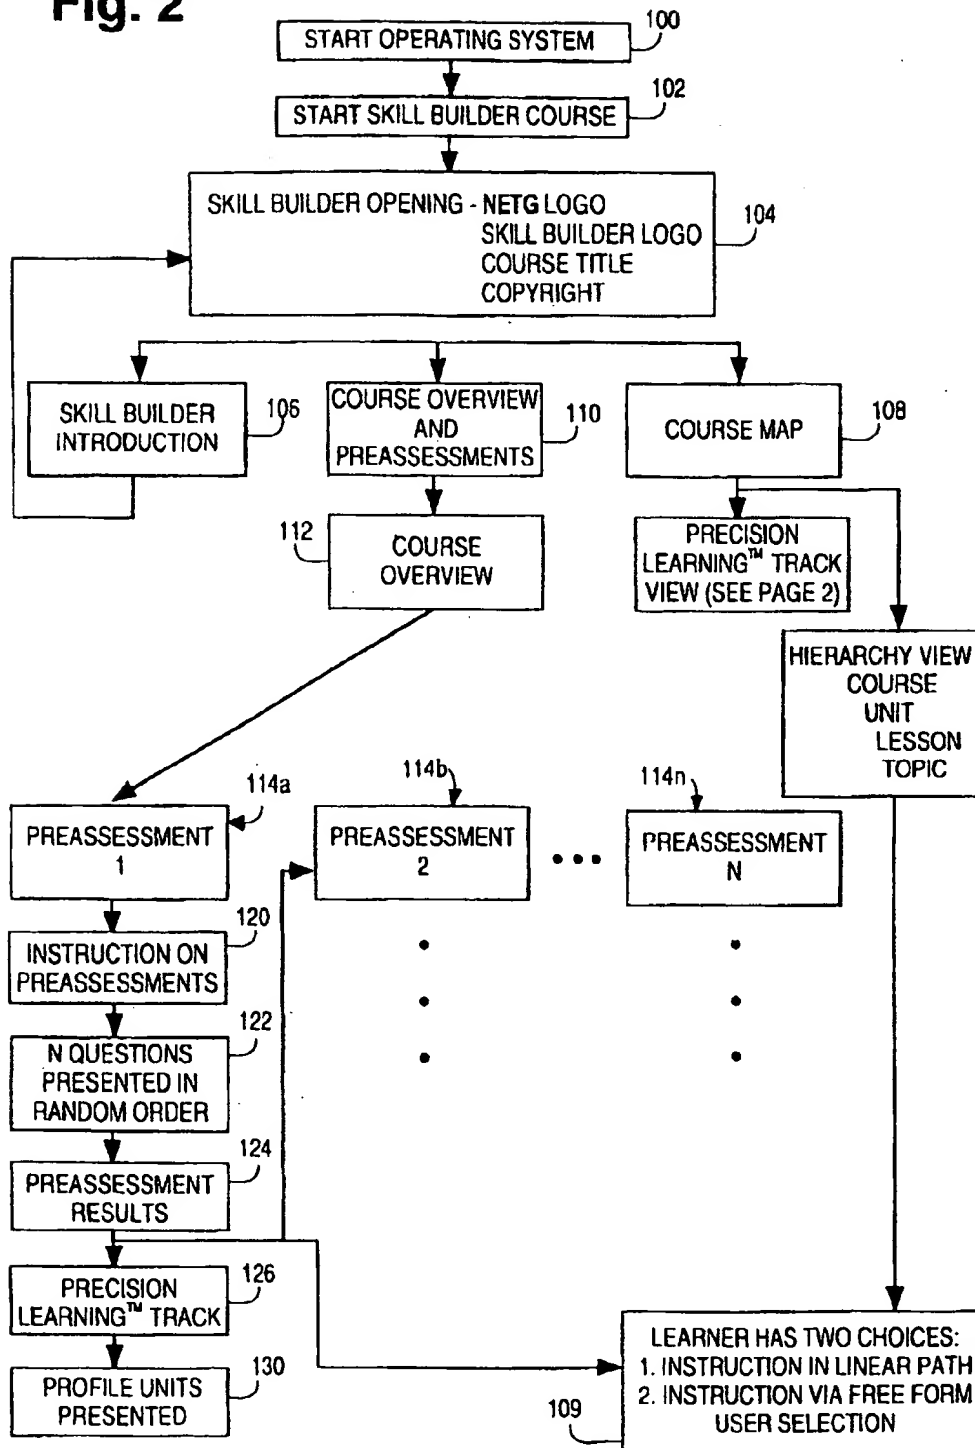 Fig. 2
START OPERATING SYSTEM
100
START SKILL BUILDER COURSE
102
SKILL BUILDER OPENING - NETG LOGO
SKILL BUILDER LOGO
COURSE TITLE
COPYRIGHT
104
SKILL BUILDER
INTRODUCTION
106
COURSE OVERVIEW
AND
PREASSESSMENTS
110
COURSE MAP
108
112
COURSE
OVERVIEW
PRECISION
LEARNING™ TRACK
VIEW (SEE PAGE 2)
HIERARCHY VIEW
COURSE
UNIT
LESSON
TOPIC
114a
PREASSESSMENT
1
114b
PREASSESSMENT
2
114n
PREASSESSMENT
N
120
INSTRUCTION ON
PREASSESSMENTS
122
N QUESTIONS
PRESENTED IN
RANDOM ORDER
124
PREASSESSMENT
RESULTS
126
PRECISION
LEARNING™ TRACK
130
PROFILE UNITS
PRESENTED
LEARNER HAS TWO CHOICES:
1. INSTRUCTION IN LINEAR PATH
2. INSTRUCTION VIA FREE FORM
USER SELECTION
109